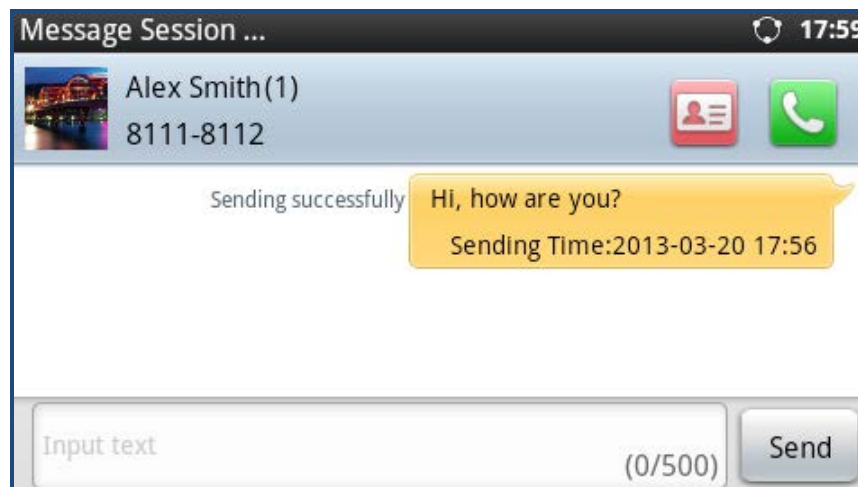 Message Session ...
17:59
Alex Smith(1)
8111-8112
Sending successfully
Hi, how are you?
Sending Time:2013-03-20 17:56
Input text
(0/500)
Send